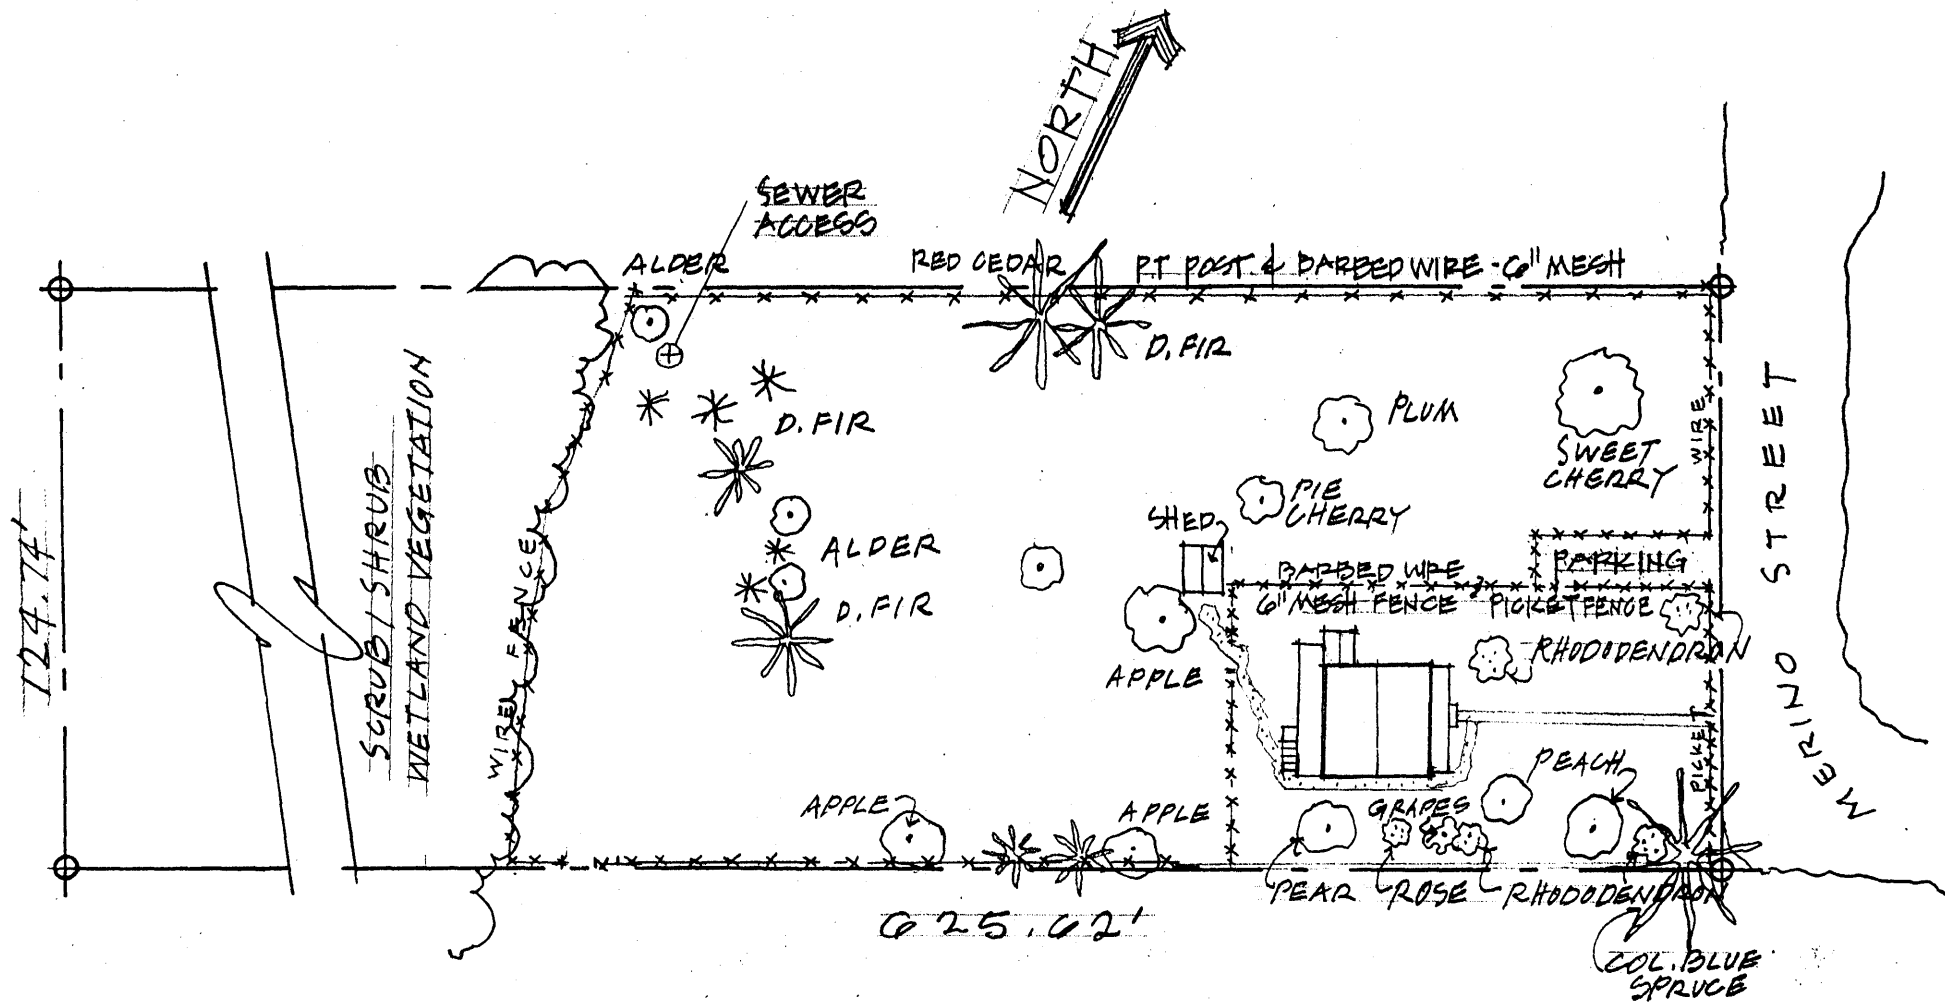 NORTH
SEWER
ACCESS
ALDER
RED CEDAR
PT POST & BARBED WIRE - 6" MESH
D. FIR
PLUM
SWEET
CHERRY
WIRE
D. FIR
PIE
CHERRY
SHED
ALDER
BARBED WIRE
6" MESH FENCE
PARKING
PICKET FENCE
D. FIR
RHODODENDRON
APPLE
SCRUB / SHRUB
WETLAND VEGETATION
WIRE FENCE
124.74'
MERINO STREET
PICKET
PEACH
APPLE
APPLE
GRAPES
PEAR
ROSE
RHODODENDRON
625.62'
COL. BLUE
SPRUCE